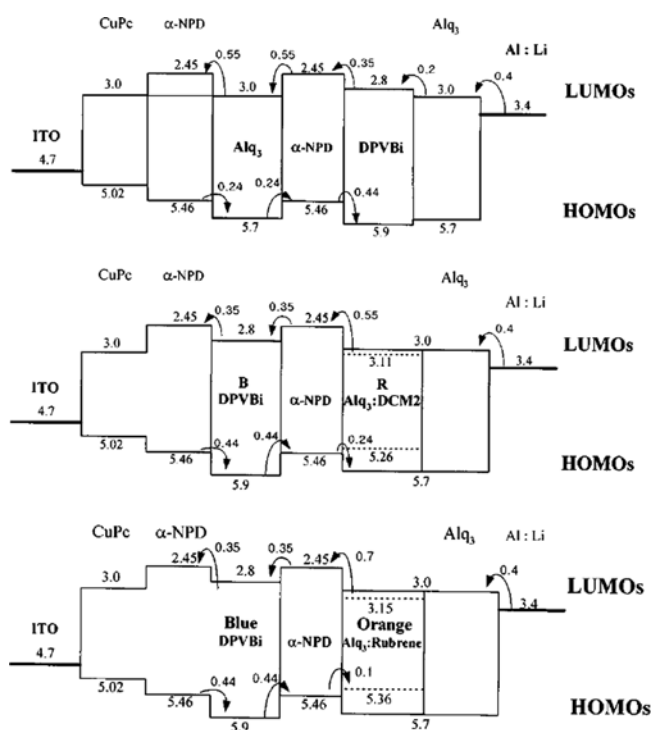 CuPc α-NPD Alq3
2.45 0.55 0.55 2.45 0.35 Al : Li
3.0 3.0 2.8 0.2 3.0 0.4 LUMOs
3.4
ITO Alq3 α-NPD DPVBi
4.7
5.02 0.24 0.24 0.44
5.46 5.46 HOMOs
5.7 5.9 5.7
CuPc α-NPD Alq3
Al : Li
2.45 0.35 0.35 2.45 0.55
3.0 2.8 3.0 0.4 LUMOs
3.11 3.4
ITO B R
4.7 DPVBi α-NPD Alq3:DCM2
5.02 0.44 0.44 0.24
5.46 5.46 5.26 HOMOs
5.9 5.7
CuPc α-NPD Alq3 Al : Li
2.45 0.35 0.35 2.45 0.7
3.0 2.8 3.0 0.4 LUMOs
3.15 3.4
ITO Blue Orange
4.7 DPVBi α-NPD Alq3:Rubrene
5.02 0.44 0.44 0.1
5.46 5.46 5.36
5.9 5.7 HOMOs